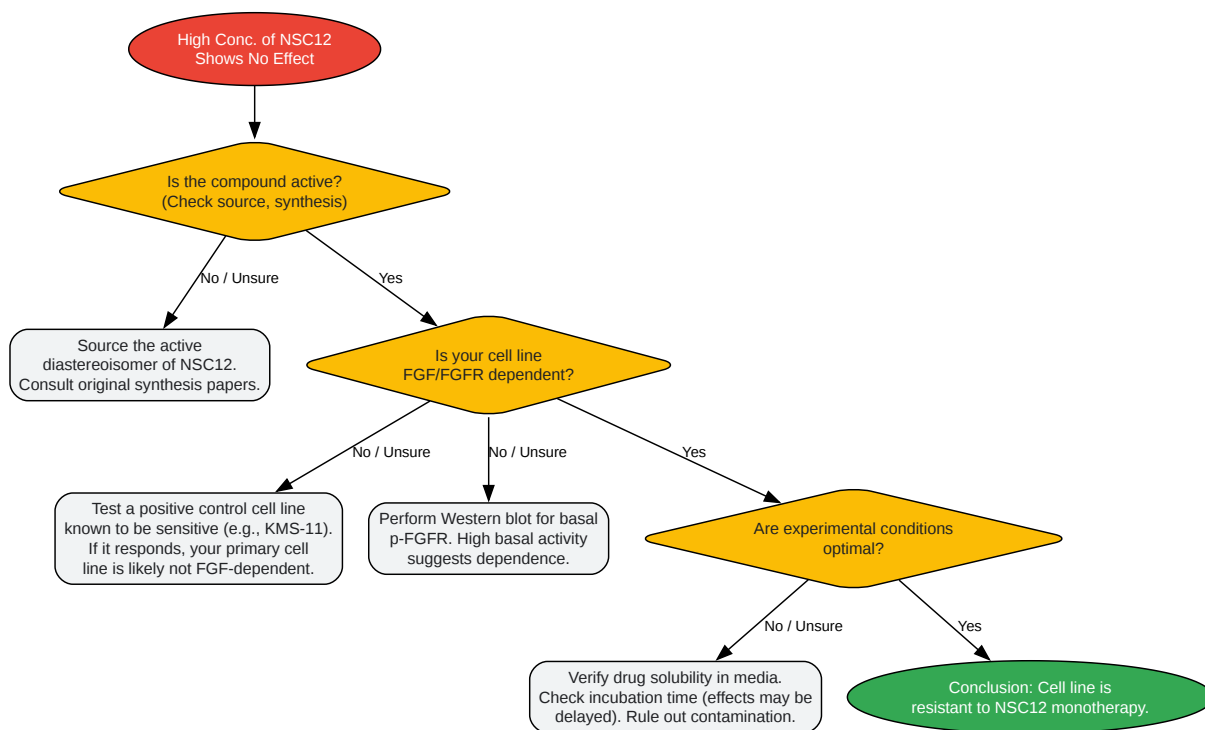 High Conc. of NSC12
Shows No Effect
Is the compound active?
(Check source, synthesis)
No / Unsure
Yes
Source the active
diastereoisomer of NSC12.
Consult original synthesis papers.
Is your cell line
FGF/FGFR dependent?
No / Unsure
No / Unsure
Yes
Test a positive control cell line
known to be sensitive (e.g., KMS-11).
If it responds, your primary cell
line is likely not FGF-dependent.
Perform Western blot for basal
p-FGFR. High basal activity
suggests dependence.
Are experimental conditions
optimal?
No / Unsure
Yes
Verify drug solubility in media.
Check incubation time (effects may be
delayed). Rule out contamination.
Conclusion: Cell line is
resistant to NSC12 monotherapy.